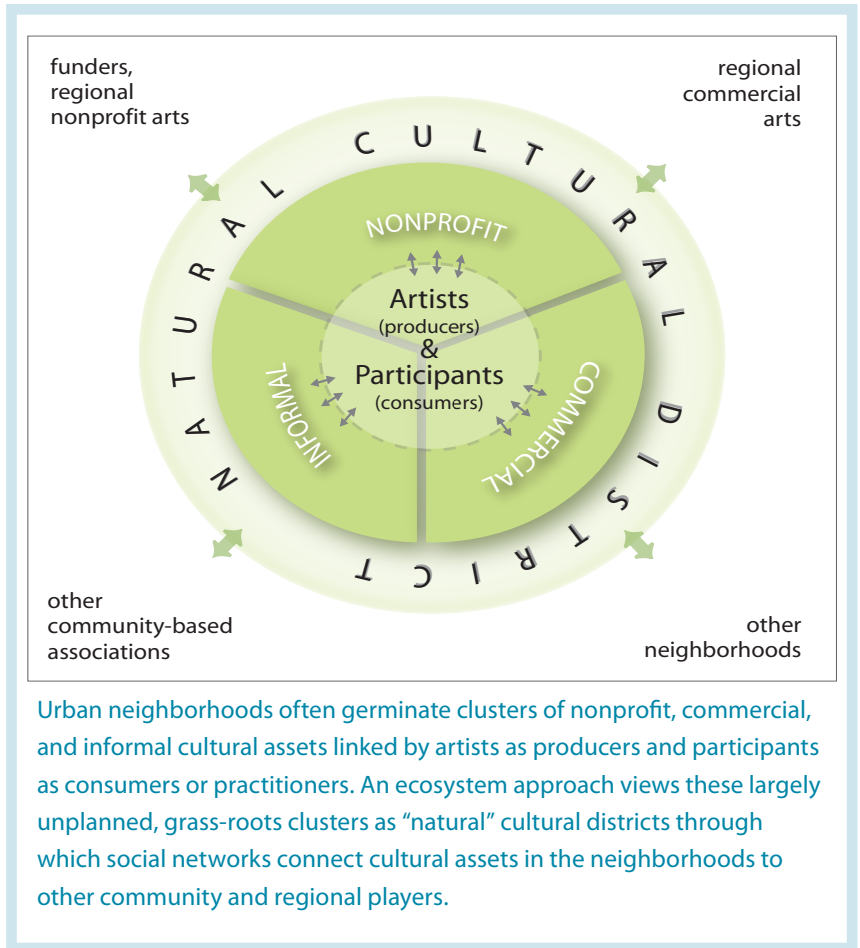 funders,
regional
nonprofit arts
regional
commercial
arts
NATURAL CULTURAL DISTRICT
NONPROFIT
Artists
(producers)
&
Participants
(consumers)
INFORMAL
COMMERCIAL
other
community-based
associations
other
neighborhoods
Urban neighborhoods often germinate clusters of nonprofit, commercial,
and informal cultural assets linked by artists as producers and participants
as consumers or practitioners. An ecosystem approach views these largely
unplanned, grass-roots clusters as “natural” cultural districts through
which social networks connect cultural assets in the neighborhoods to
other community and regional players.